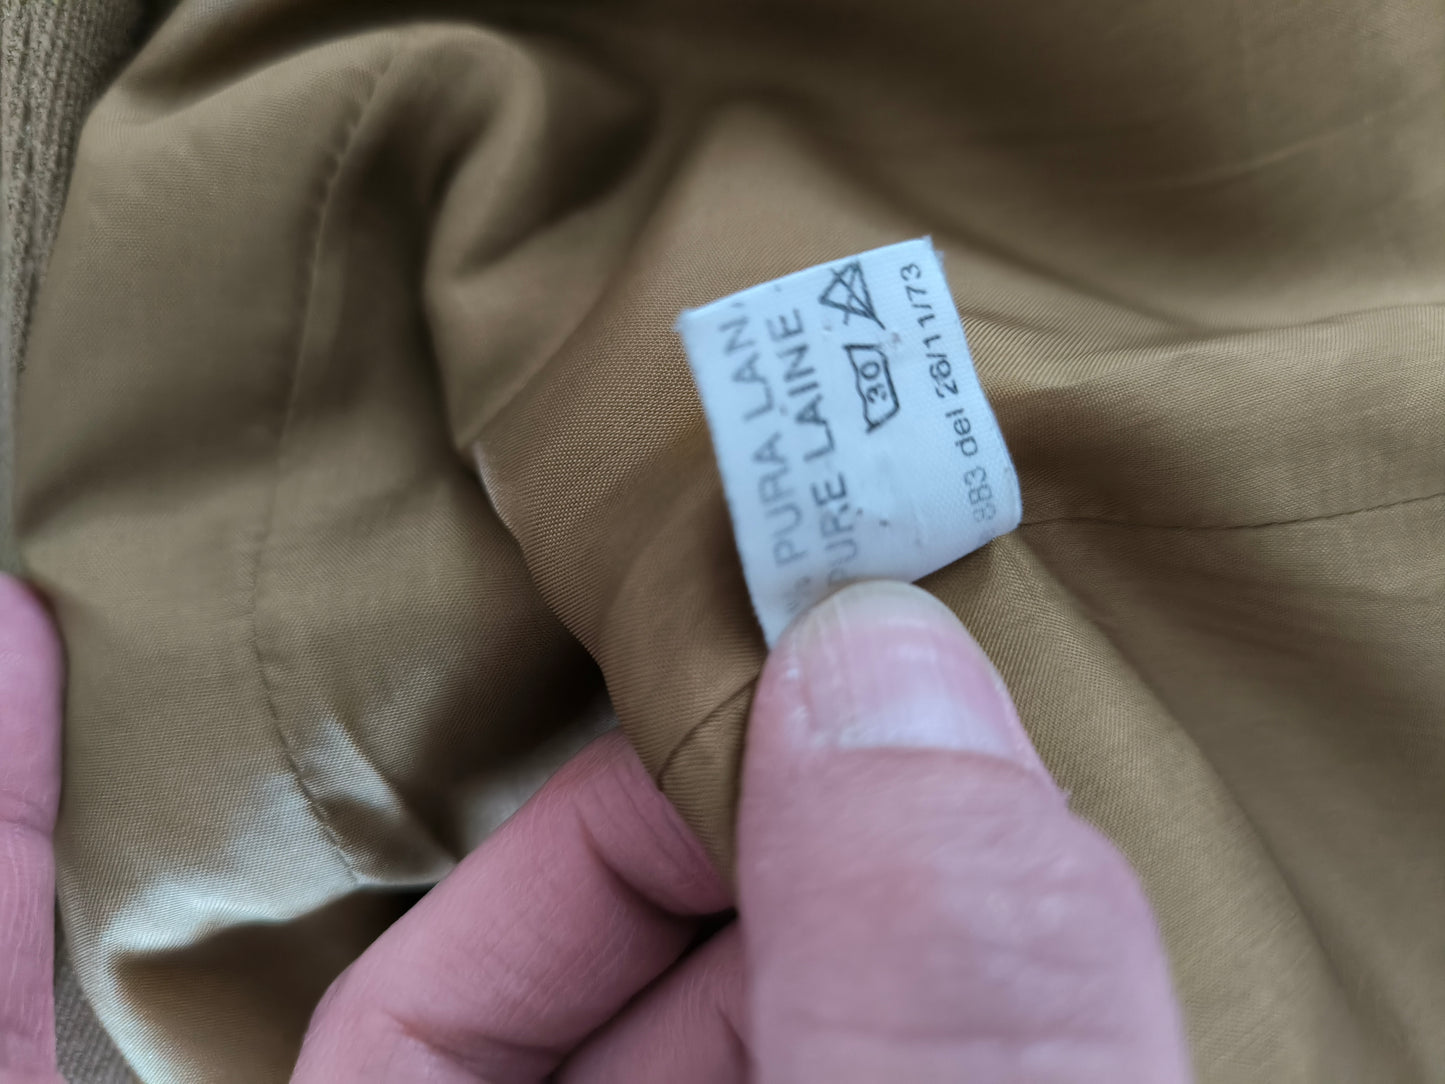 PURA LAN
PURE LAINE
30
883 del 26/11/73